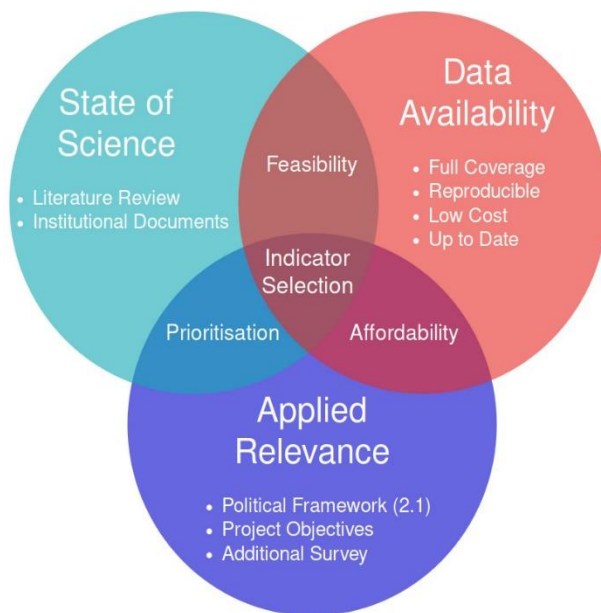 State of
Science
• Literature Review
• Institutional Documents
Data
Availability
• Full Coverage
• Reproducible
• Low Cost
• Up to Date
Feasibility
Indicator
Selection
Prioritisation
Affordability
Applied
Relevance
• Political Framework (2.1)
• Project Objectives
• Additional Survey